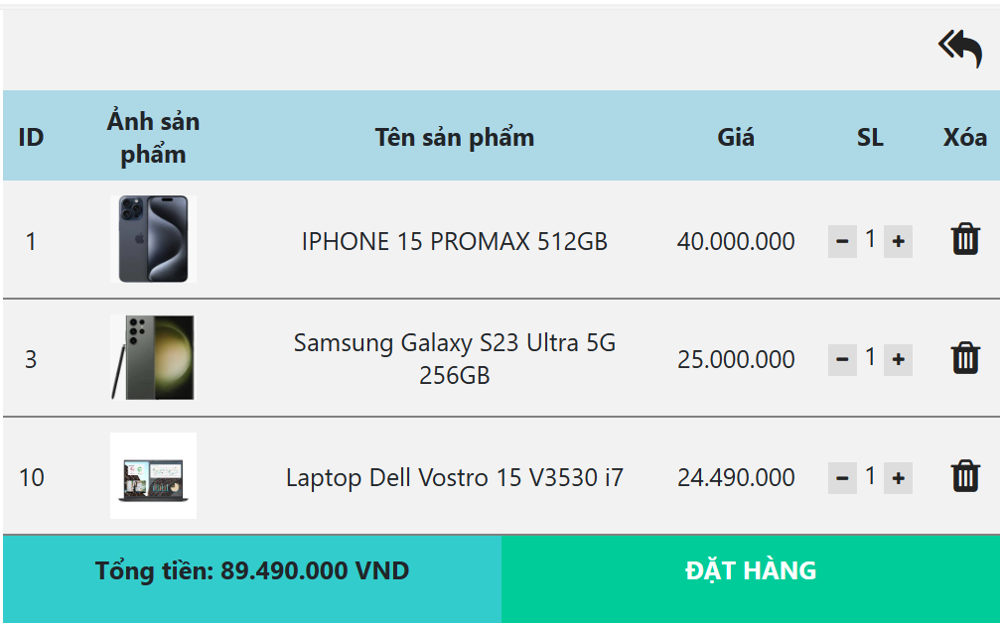 ID Ảnh sản phẩm Tên sản phẩm Giá SL Xóa
1 IPHONE 15 PROMAX 512GB 40.000.000 - 1 +
3 Samsung Galaxy S23 Ultra 5G 256GB 25.000.000 - 1 +
10 Laptop Dell Vostro 15 V3530 i7 24.490.000 - 1 +
Tổng tiền: 89.490.000 VND ĐẶT HÀNG